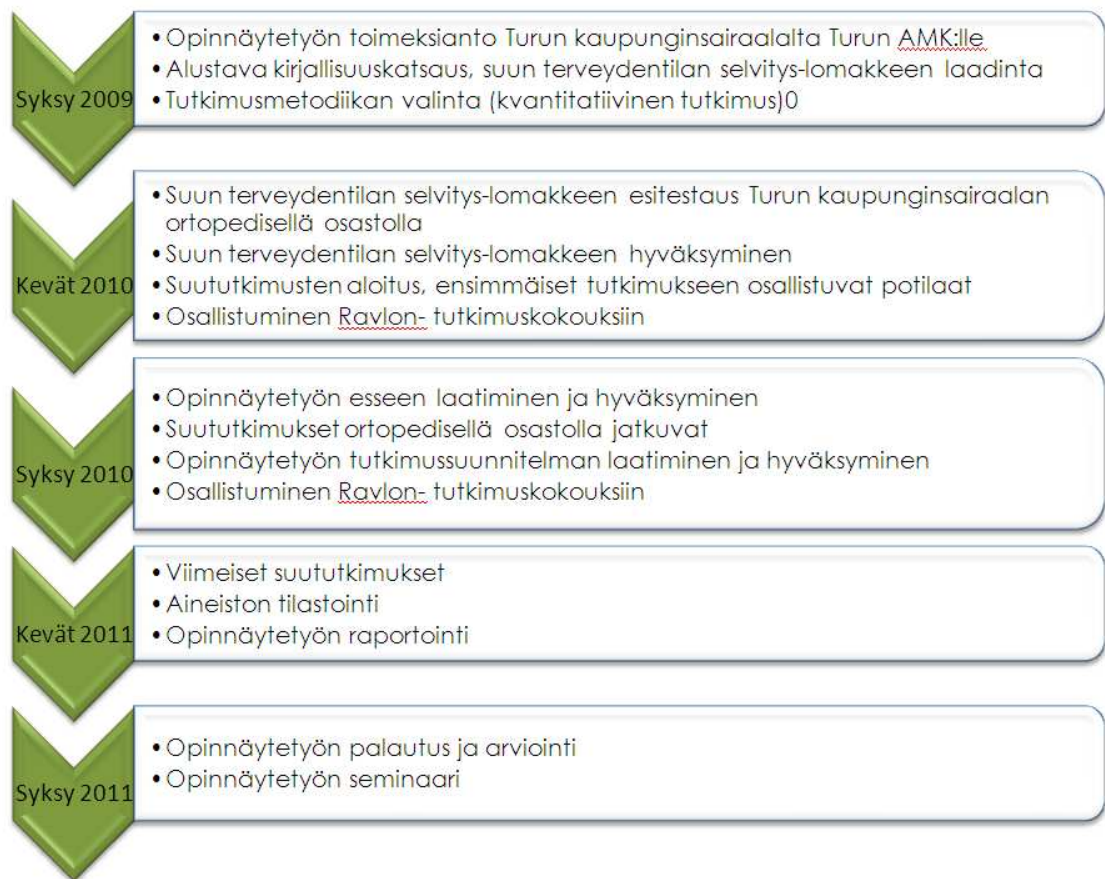 Syksy 2009
• Opinnäytetyön toimeksianto Turun kaupunginsairaalalta Turun AMK:lle
• Alustava kirjallisuuskatsaus, suun terveydentilan selvitys-lomakkeen laadinta
• Tutkimusmetodiikan valinta (kvantitatiivinen tutkimus)0
Kevät 2010
• Suun terveydentilan selvitys-lomakkeen esitestaus Turun kaupunginsairaalan
ortopedisellä osastolla
• Suun terveydentilan selvitys-lomakkeen hyväksyminen
• Suututkimusten aloitus, ensimmäiset tutkimukseen osallistuvat potilaat
• Osallistuminen Ravlon- tutkimuskokouksiin
Syksy 2010
• Opinnäytetyön esseen laatiminen ja hyväksyminen
• Suututkimukset ortopedisellä osastolla jatkuvat
• Opinnäytetyön tutkimussuunnitelman laatiminen ja hyväksyminen
• Osallistuminen Ravlon- tutkimuskokouksiin
Kevät 2011
• Viimeiset suututkimukset
• Aineiston tilastointi
• Opinnäytetyön raportointi
Syksy 2011
• Opinnäytetyön palautus ja arviointi
• Opinnäytetyön seminaari